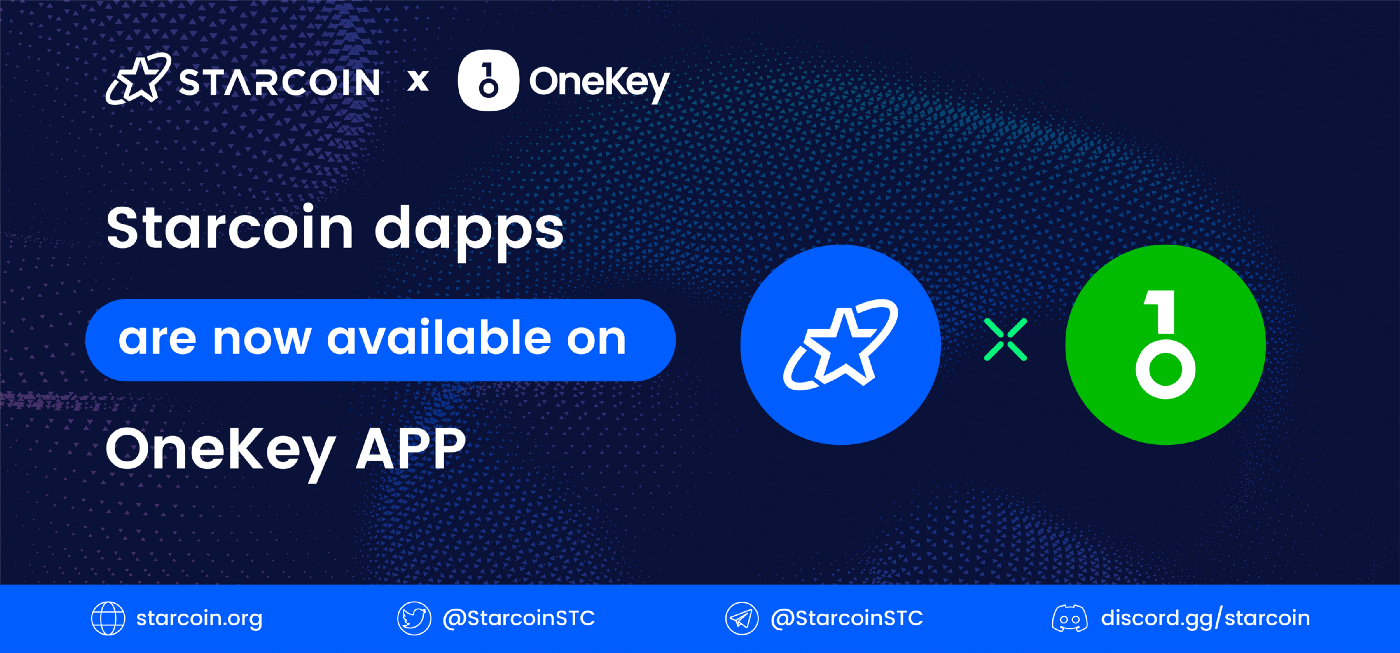 STARCOIN x OneKey
Starcoin dapps
are now available on
OneKey APP
starcoin.org @StarcoinSTC @StarcoinSTC discord.gg/starcoin